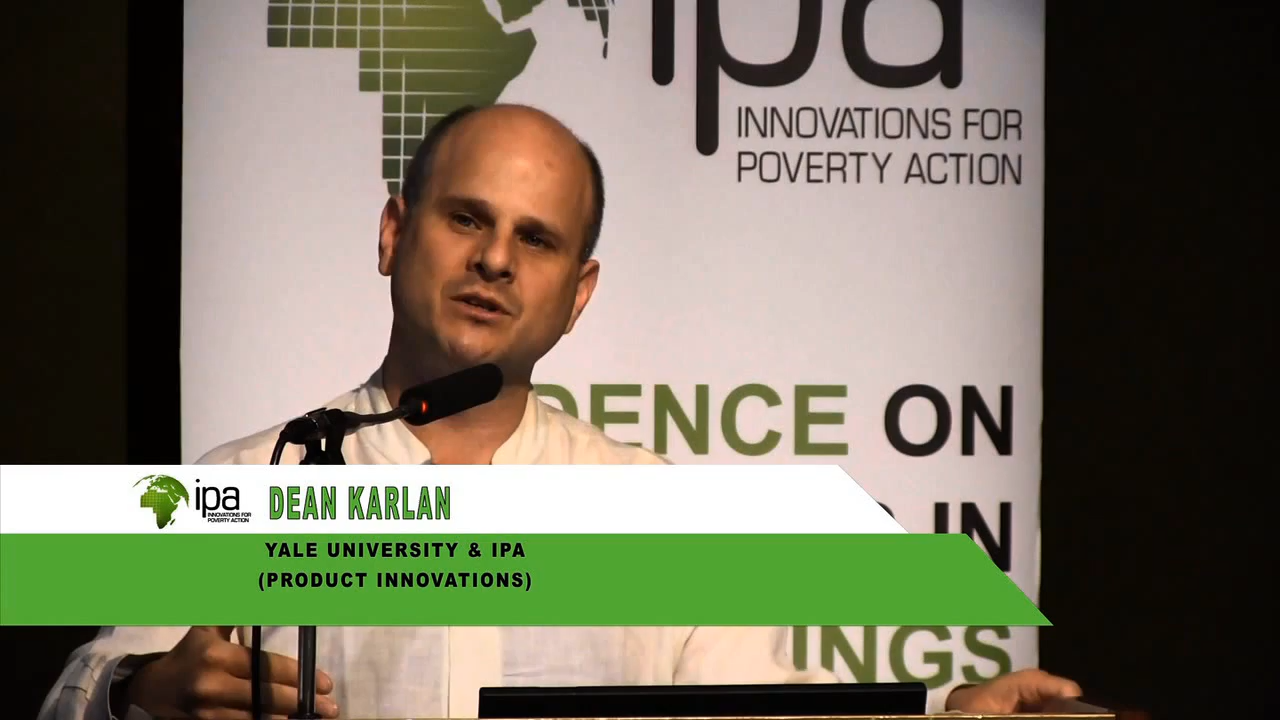 ipa
INNOVATIONS FOR
POVERTY ACTION
DENCE ON
IN
INGS
ipa
INNOVATIONS FOR
POVERTY ACTION
DEAN KARLAN
YALE UNIVERSITY & IPA
(PRODUCT INNOVATIONS)